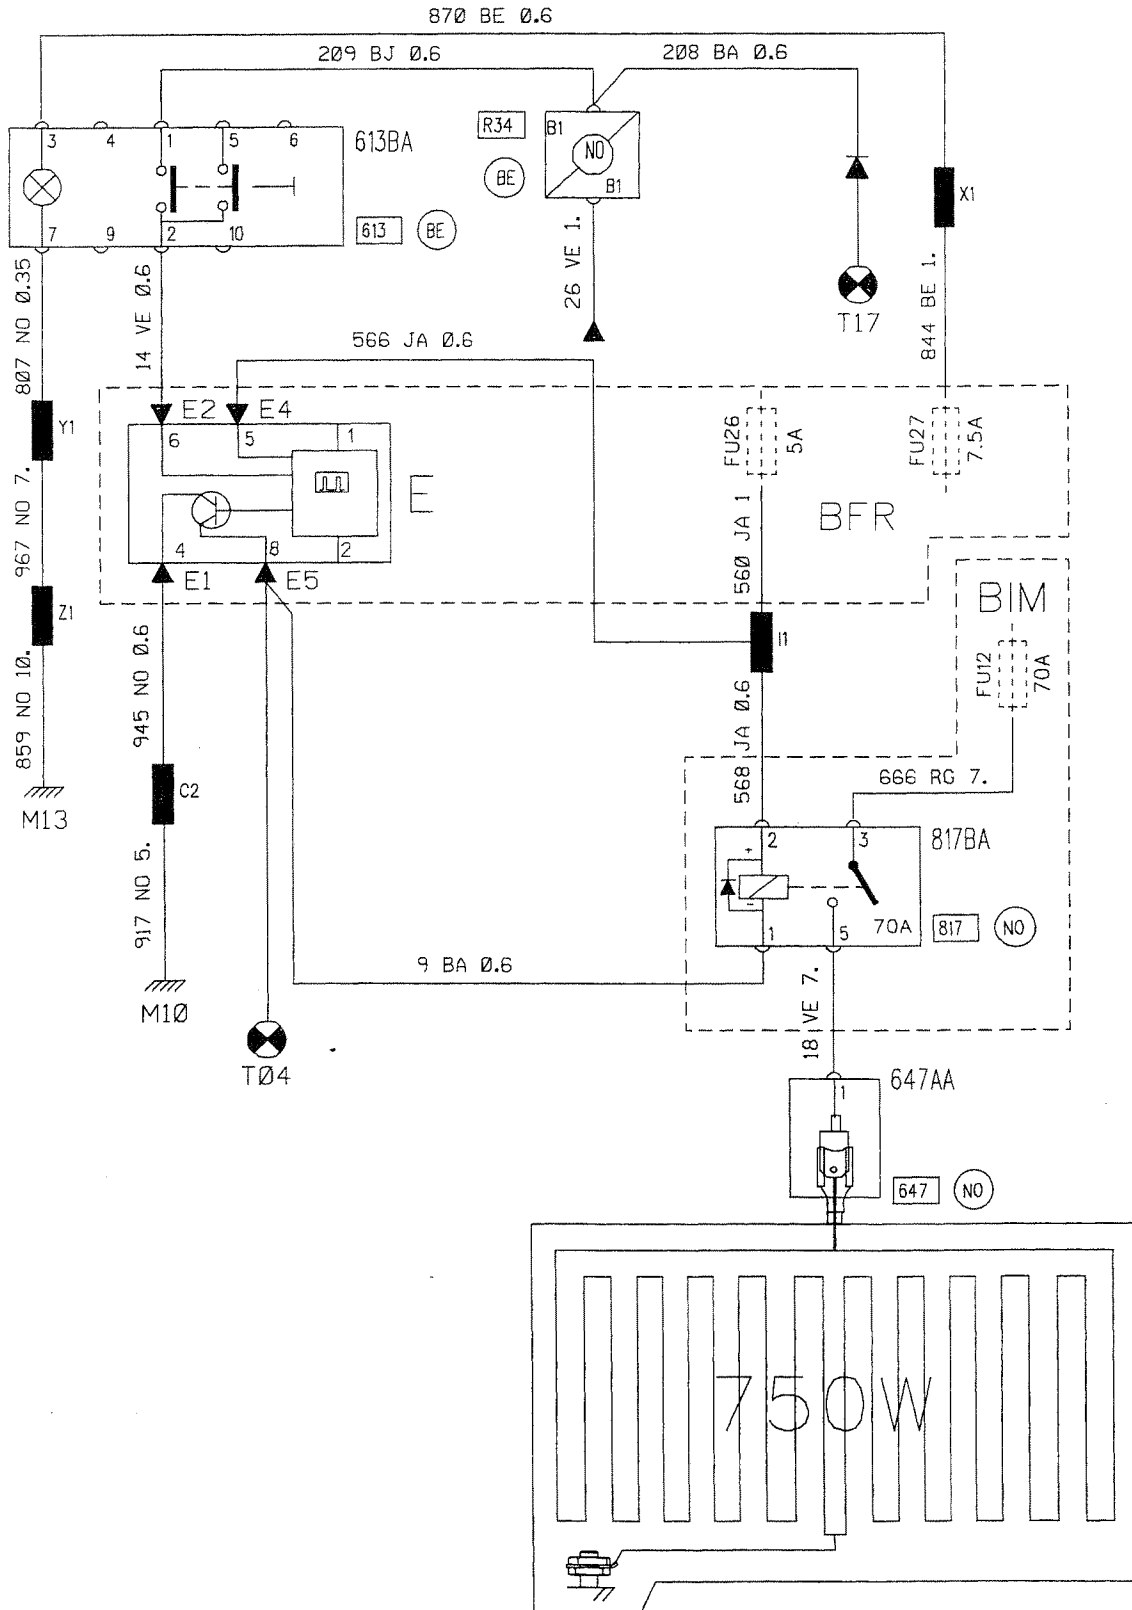 870 BE 0.6
209 BJ 0.6
208 BA 0.6
3 4 1 5 6
613BA
R34
B1
NO
B1
BE
X1
7 9 2 10
613
BE
807 NO 0.35
14 VE 0.6
26 VE 1.
T17
844 BE 1.
566 JA 0.6
E2 E4
6 5 1
Y1
FU26
5A
FU27
7.5A
E
BFR
967 NO 7.
4 8 2
E1 E5
560 JA 1
BIM
Z1
I1
FU12
70A
859 NO 10.
945 NO 0.6
568 JA 0.6
666 RG 7.
M13
C2
2 3
817BA
+
-
917 NO 5.
70A
817
NO
1 5
9 BA 0.6
M10
18 VE 7.
T04
647AA
1
647
NO
750W